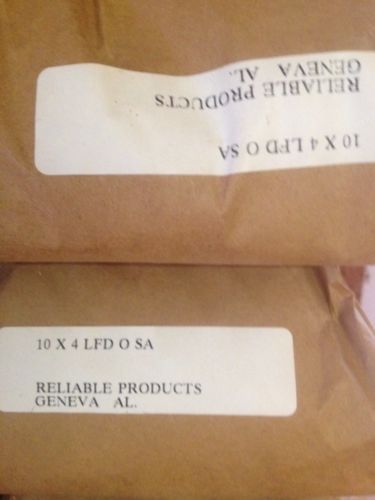 10 X 4 LFD O SA
RELIABLE PRODUCTS
GENEVA AL.
10 X 4 LFD O SA
RELIABLE PRODUCTS
GENEVA AL.